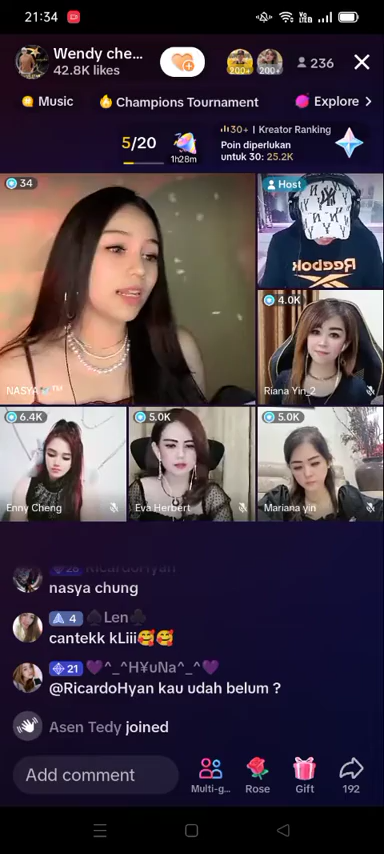 21:34
Wendy che...
42.8K likes
200+
200+
236
Music
Champions Tournament
Explore
5/20
1h28m
30+ | Kreator Ranking
Poin diperlukan
untuk 30: 25.2K
34
Host
Reebok
NASYA
4.0K
Riana Yin_2
6.4K
Enny Cheng
5.0K
Eva Herbert
5.0K
Mariana yin
RicardoHyan
nasya chung
4 ♠Len♣
cantekk kLiii🥰🥰
21 💜^_^H¥uNa^_^💜
@RicardoHyan kau udah belum ?
Asen Tedy joined
Add comment
Multi-g...
Rose
Gift
192